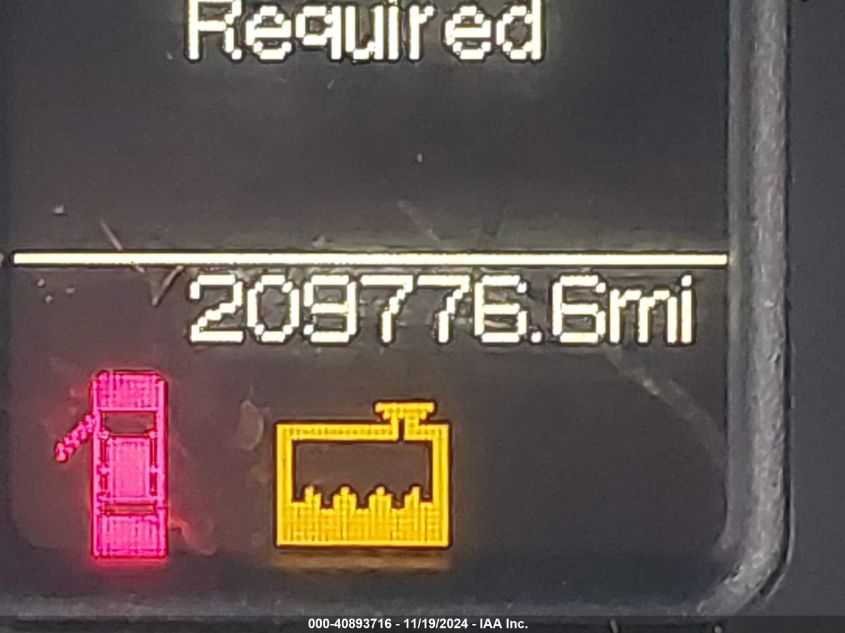 Required
209776.6mi
000-40893716 - 11/19/2024 - IAA Inc.